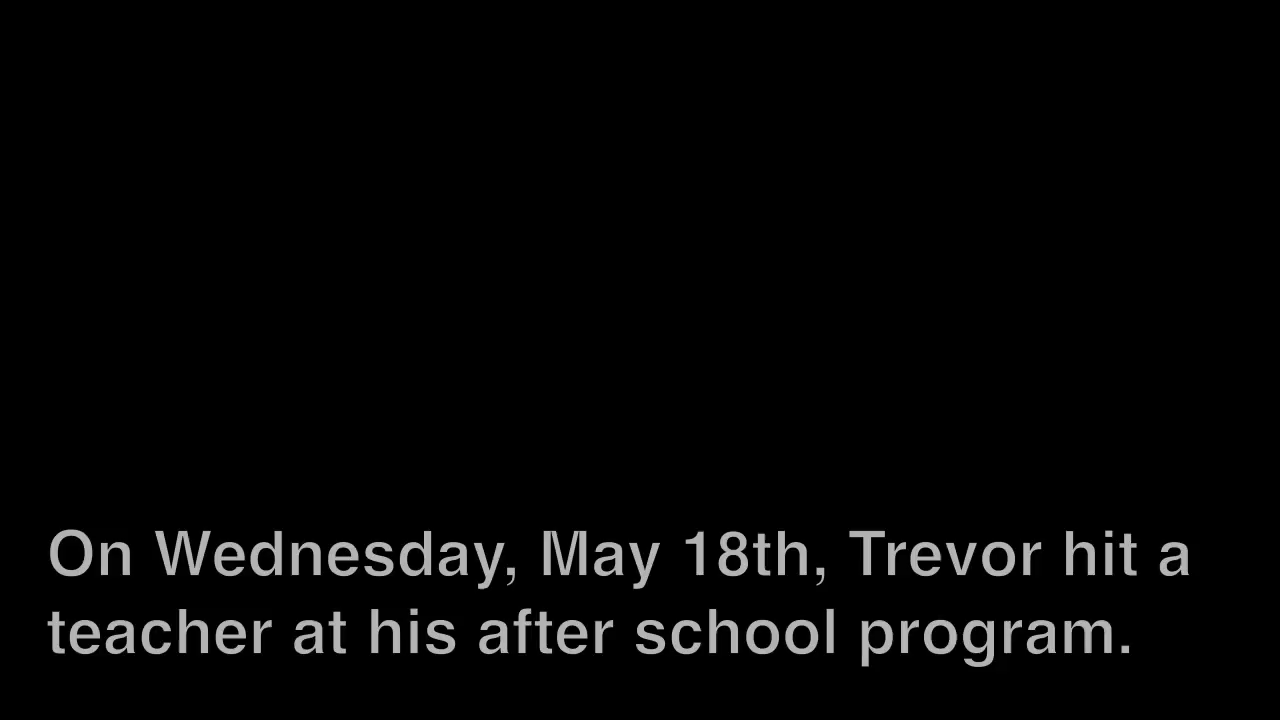 On Wednesday, May 18th, Trevor hit a
teacher at his after school program.